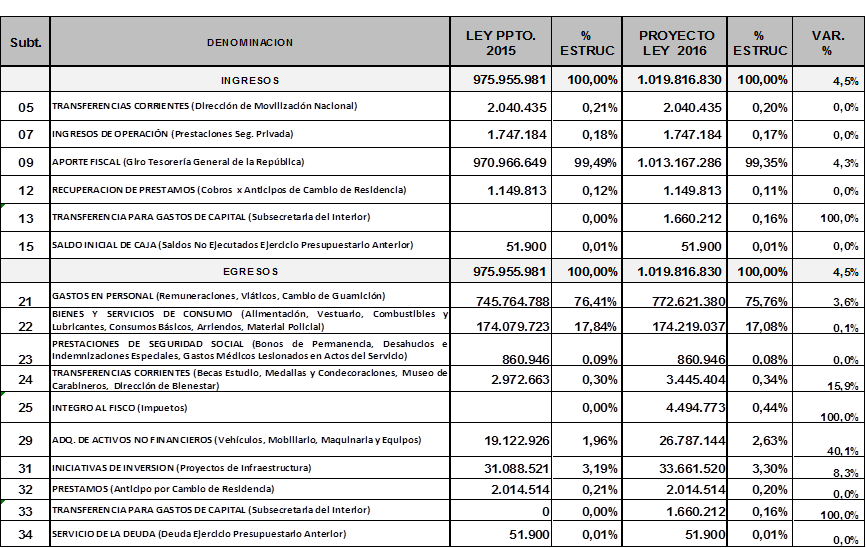 Subt. DENOMINACION LEY PPTO. 2015 % ESTRUC PROYECTO LEY 2016 % ESTRUC VAR. %
INGRESOS 975.955.981 100,00% 1.019.816.830 100,00% 4,5%
05 TRANSFERENCIAS CORRIENTES (Dirección de Movilización Nacional) 2.040.435 0,21% 2.040.435 0,20% 0,0%
07 INGRESOS DE OPERACIÓN (Prestaciones Seg. Privada) 1.747.184 0,18% 1.747.184 0,17% 0,0%
09 APORTE FISCAL (Giro Tesorería General de la República) 970.966.649 99,49% 1.013.167.286 99,35% 4,3%
12 RECUPERACION DE PRESTAMOS (Cobros x Anticipos de Cambio de Residencia) 1.149.813 0,12% 1.149.813 0,11% 0,0%
13 TRANSFERENCIA PARA GASTOS DE CAPITAL (Subsecretaria del Interior) 0,00% 1.660.212 0,16% 100,0%
15 SALDO INICIAL DE CAJA (Saldos No Ejecutados Ejercicio Presupuestario Anterior) 51.900 0,01% 51.900 0,01% 0,0%
EGRESOS 975.955.981 100,00% 1.019.816.830 100,00% 4,5%
21 GASTOS EN PERSONAL (Remuneraciones, Viáticos, Cambio de Guarnición) 745.764.788 76,41% 772.621.380 75,76% 3,6%
22 BIENES Y SERVICIOS DE CONSUMO (Alimentación, Vestuario, Combustibles y
Lubricantes, Consumos Básicos, Arriendos, Material Policial) 174.079.723 17,84% 174.219.037 17,08% 0,1%
23 PRESTACIONES DE SEGURIDAD SOCIAL (Bonos de Permanencia, Desahucios e
Indemnizaciones Especiales, Gastos Médicos Lesionados en Actos del Servicio) 860.946 0,09% 860.946 0,08% 0,0%
24 TRANSFERENCIAS CORRIENTES (Becas Estudio, Medallas y Condecoraciones, Museo de
Carabineros, Dirección de Bienestar) 2.972.663 0,30% 3.445.404 0,34% 15,9%
25 INTEGRO AL FISCO (Impuetos) 0,00% 4.494.773 0,44% 100,0%
29 ADQ. DE ACTIVOS NO FINANCIEROS (Vehículos, Mobiliario, Maquinaria y Equipos) 19.122.926 1,96% 26.787.144 2,63% 40,1%
31 INICIATIVAS DE INVERSION (Proyectos de Infraestructura) 31.088.521 3,19% 33.661.520 3,30% 8,3%
32 PRESTAMOS (Anticipo por Cambio de Residencia) 2.014.514 0,21% 2.014.514 0,20% 0,0%
33 TRANSFERENCIA PARA GASTOS DE CAPITAL (Subsecretaria del Interior) 0 0,00% 1.660.212 0,16% 100,0%
34 SERVICIO DE LA DEUDA (Deuda Ejercicio Presupuestario Anterior) 51.900 0,01% 51.900 0,01% 0,0%